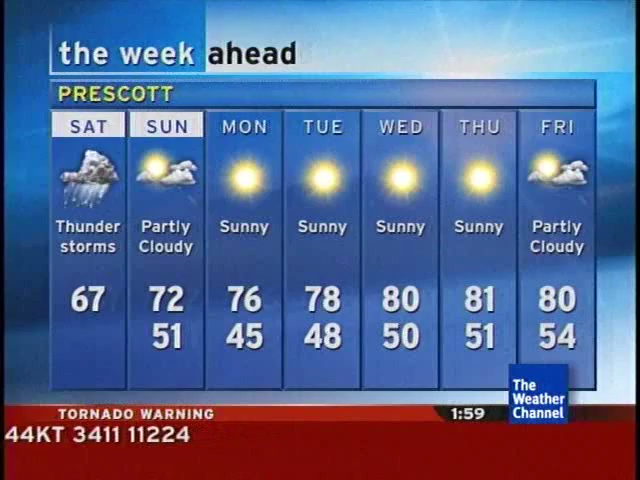 the week ahead
PRESCOTT
SAT SUN MON TUE WED THU FRI
Thunder storms
Partly Cloudy
Sunny
Sunny
Sunny
Sunny
Partly Cloudy
67 72 76 78 80 81 80
51 45 48 50 51 54
The
Weather
Channel
TORNADO WARNING 1:59
44KT 3411 11224